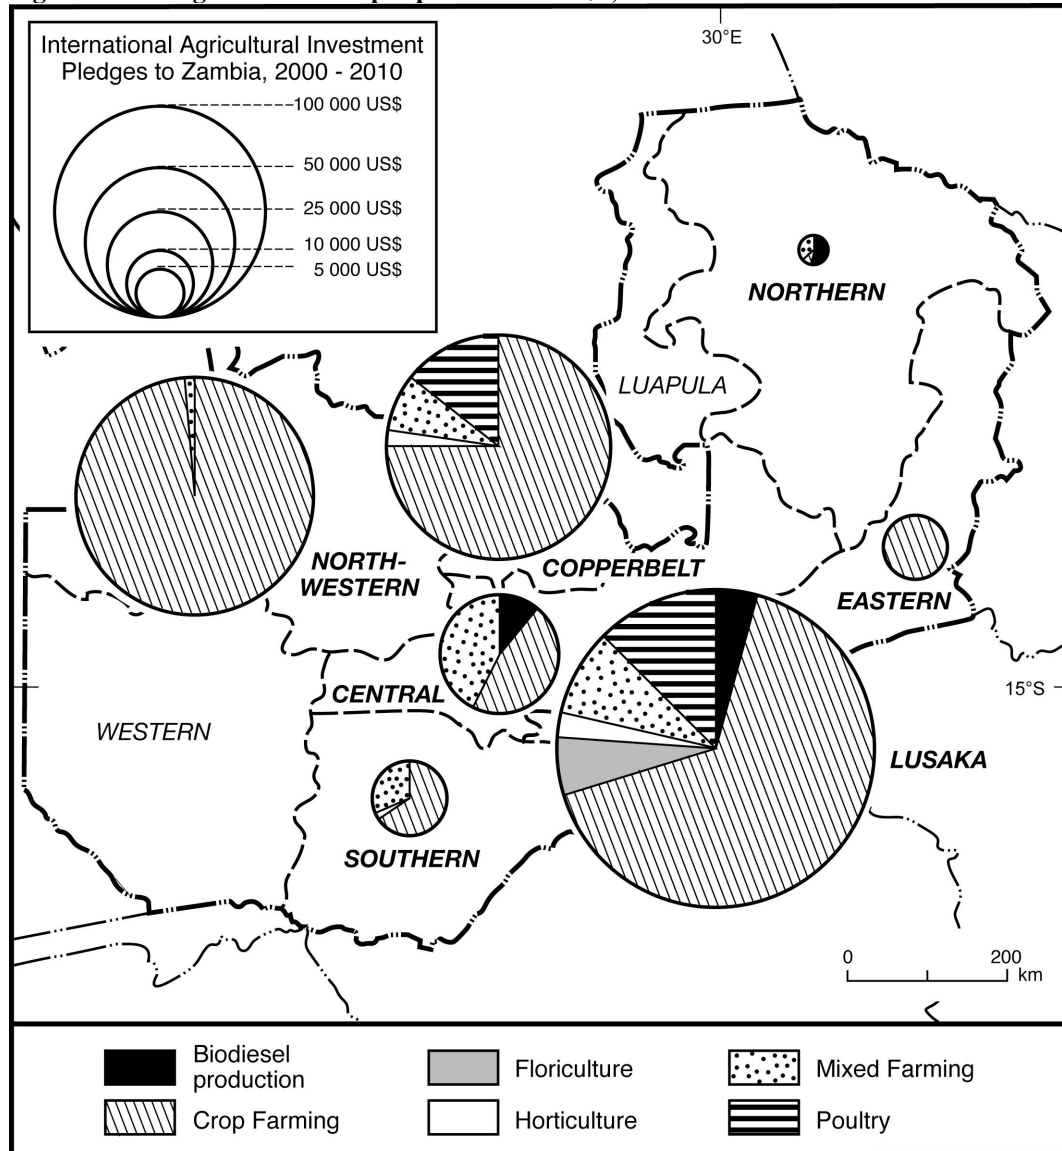 International Agricultural Investment
Pledges to Zambia, 2000 - 2010
100 000 US$
50 000 US$
25 000 US$
10 000 US$
5 000 US$
30°E
NORTHERN
LUAPULA
NORTH-
WESTERN
COPPERBELT
EASTERN
CENTRAL
15°S
WESTERN
LUSAKA
SOUTHERN
0 200
km
Biodiesel
production
Floriculture
Mixed Farming
Crop Farming
Horticulture
Poultry